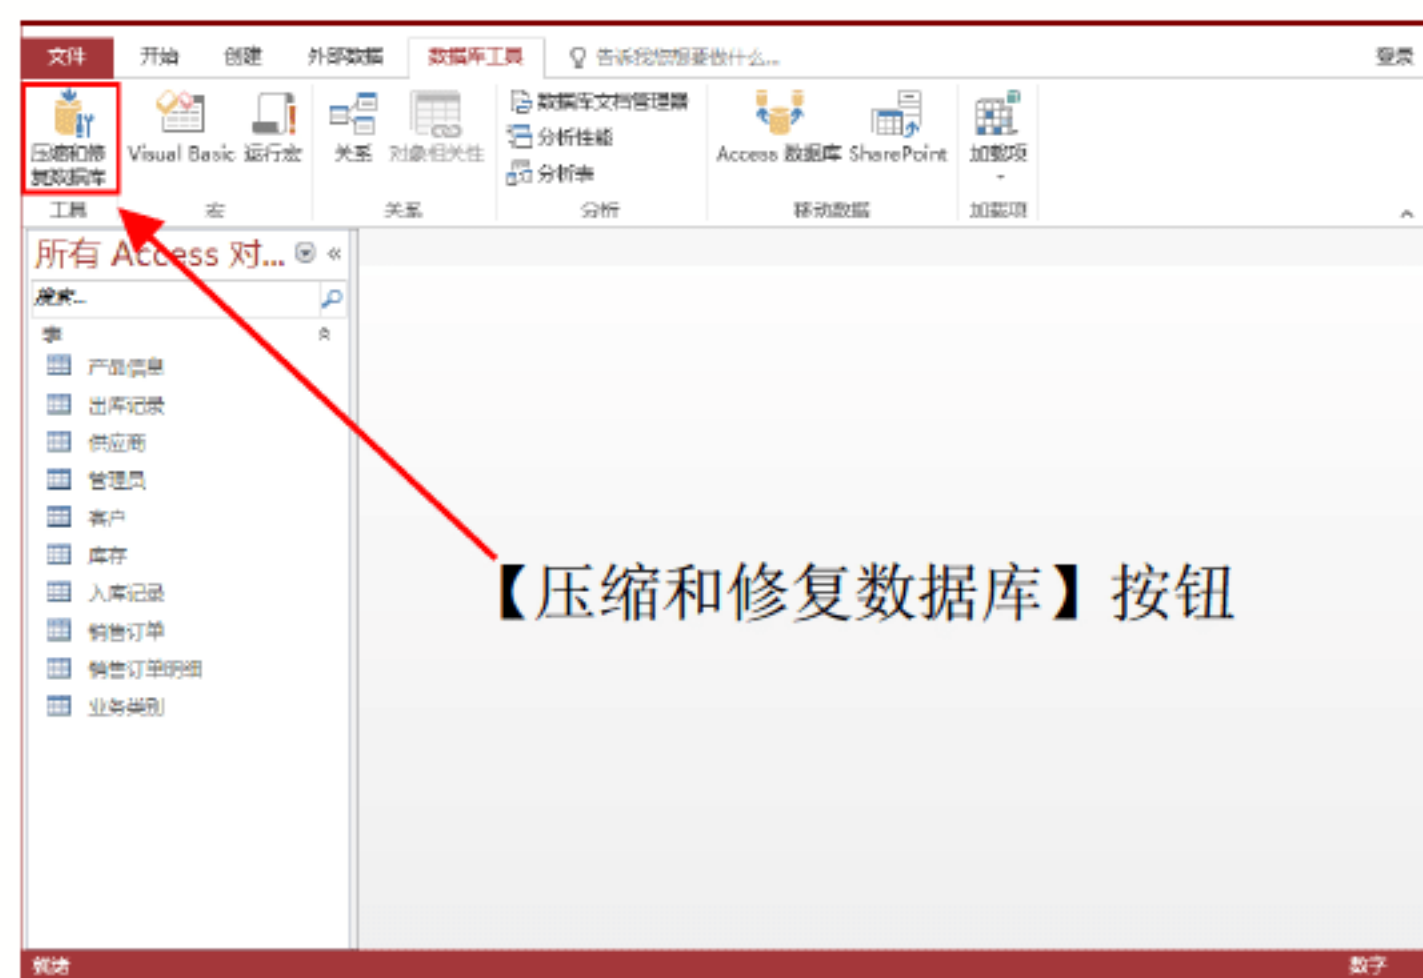 文件 开始 创建 外部数据 数据库工具 告诉我您想要做什么... 登录
压缩和修复数据库 Visual Basic 运行宏 关系 对象相关性 数据库文档管理器 分析性能 分析表 Access 数据库 SharePoint 加载项
工具 宏 关系 分析 移动数据 加载项
所有 Access 对... «
搜索...
表
产品信息
出库记录
供应商
管理员
客户
库存
入库记录
销售订单
销售订单明细
业务类别
【压缩和修复数据库】按钮
就绪 数字